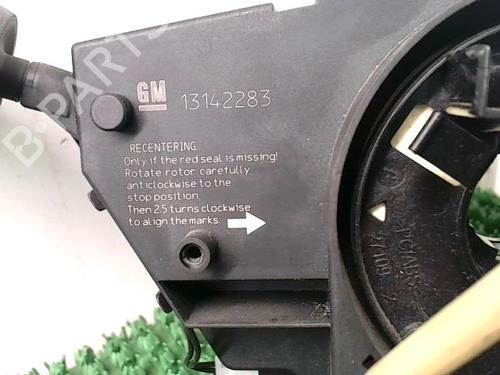 GM 13142283
RECENTERING
Only if the red seal is missing!
Rotate rotor carefully
anticlockwise to the
stop position.
Then 2.5 turns clockwise
to align the marks.
B-PARTS